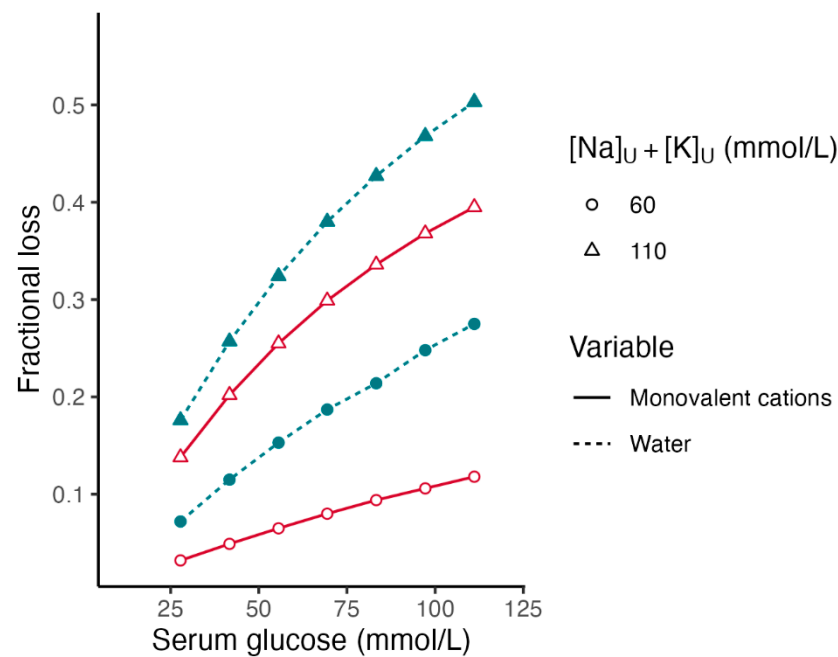 Fractional loss
0.5
0.4
0.3
0.2
0.1
25 50 75 100 125
Serum glucose (mmol/L)
[Na]U + [K]U (mmol/L)
60
110
Variable
Monovalent cations
Water